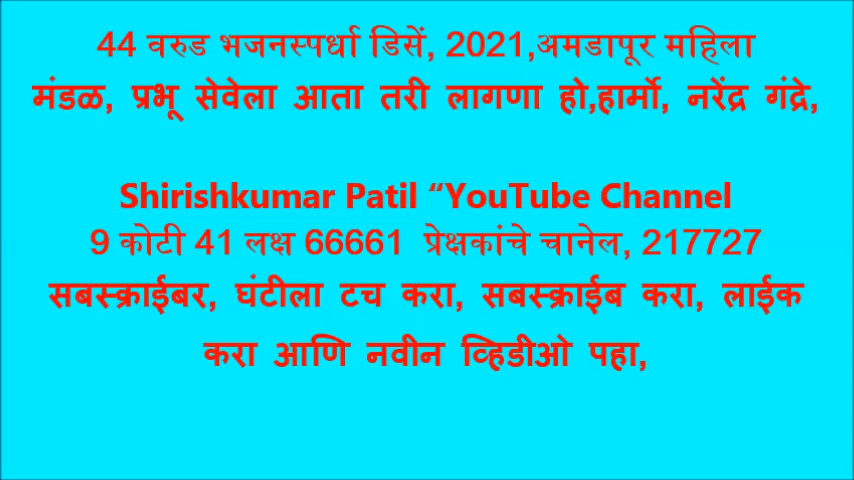 44 वरुड भजनस्पर्धा डिसें, 2021,अमडापूर महिला
मंडळ, प्रभू सेवेला आता तरी लागणा हो,हार्मो, नरेंद्र गंद्रे,
Shirishkumar Patil “YouTube Channel
9 कोटी 41 लक्ष 66661 प्रेक्षकांचे चानेल, 217727
सबस्क्राईबर, घंटीला टच करा, सबस्क्राईब करा, लाईक
करा आणि नवीन व्हिडीओ पहा,